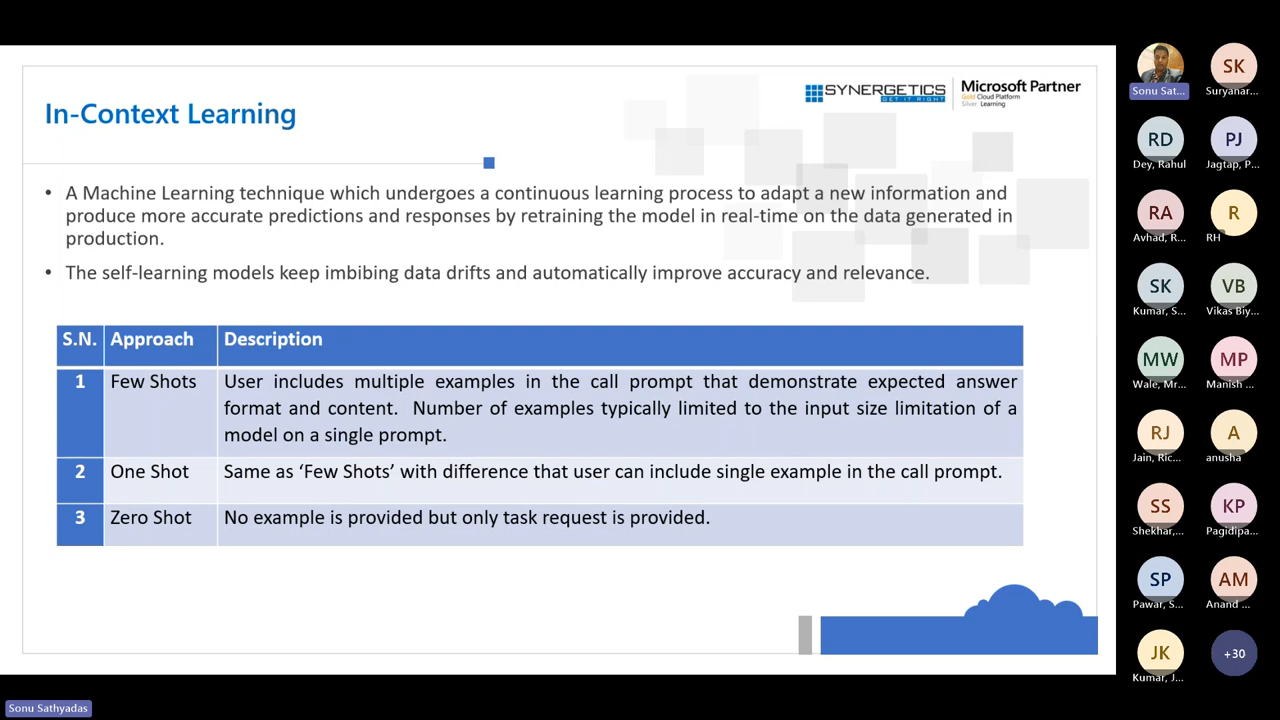 In-Context Learning
SYNERGETICS
GET IT RIGHT
Microsoft Partner
Gold Cloud Platform
Silver Learning
• A Machine Learning technique which undergoes a continuous learning process to adapt a new information and
produce more accurate predictions and responses by retraining the model in real-time on the data generated in
production.
• The self-learning models keep imbibing data drifts and automatically improve accuracy and relevance.
S.N. Approach Description
1 Few Shots User includes multiple examples in the call prompt that demonstrate expected answer
format and content. Number of examples typically limited to the input size limitation of a
model on a single prompt.
2 One Shot Same as ‘Few Shots’ with difference that user can include single example in the call prompt.
3 Zero Shot No example is provided but only task request is provided.
Sonu Sat...
SK
Suryanar...
RD
Dey, Rahul
PJ
Jagtap, P...
RA
Avhad, R...
R
RH
SK
Kumar, S...
VB
Vikas Biy...
MW
Wale, Mr...
MP
Manish ...
RJ
Jain, Ric...
A
anusha
SS
Shekhar,...
KP
Pagidipa...
SP
Pawar, S...
AM
Anand ...
JK
Kumar, J...
+30
Sonu Sathyadas